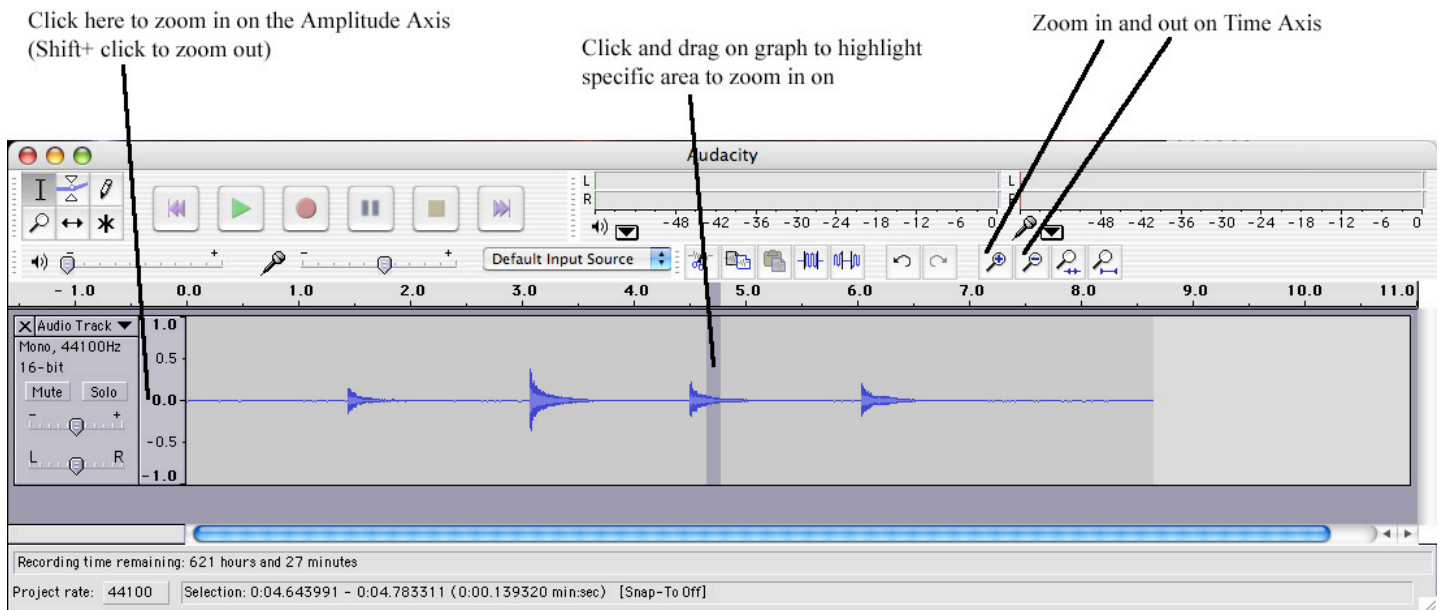 Click here to zoom in on the Amplitude Axis
(Shift+ click to zoom out)
Click and drag on graph to highlight
specific area to zoom in on
Zoom in and out on Time Axis
Audacity
L
R
-48 -42 -36 -30 -24 -18 -12 -6 0
L
-48 -36 -30 -24 -18 -12 -6 0
- +
- +
Default Input Source
- 1.0 0.0 1.0 2.0 3.0 4.0 5.0 6.0 7.0 8.0 9.0 10.0 11.0
X Audio Track
Mono, 44100Hz
16-bit
Mute Solo
- +
L R
1.0
0.5
0.0
-0.5
-1.0
Recording time remaining: 621 hours and 27 minutes
Project rate: 44100 Selection: 0:04.643991 - 0:04.783311 (0:00.139320 min:sec) [Snap-To Off]